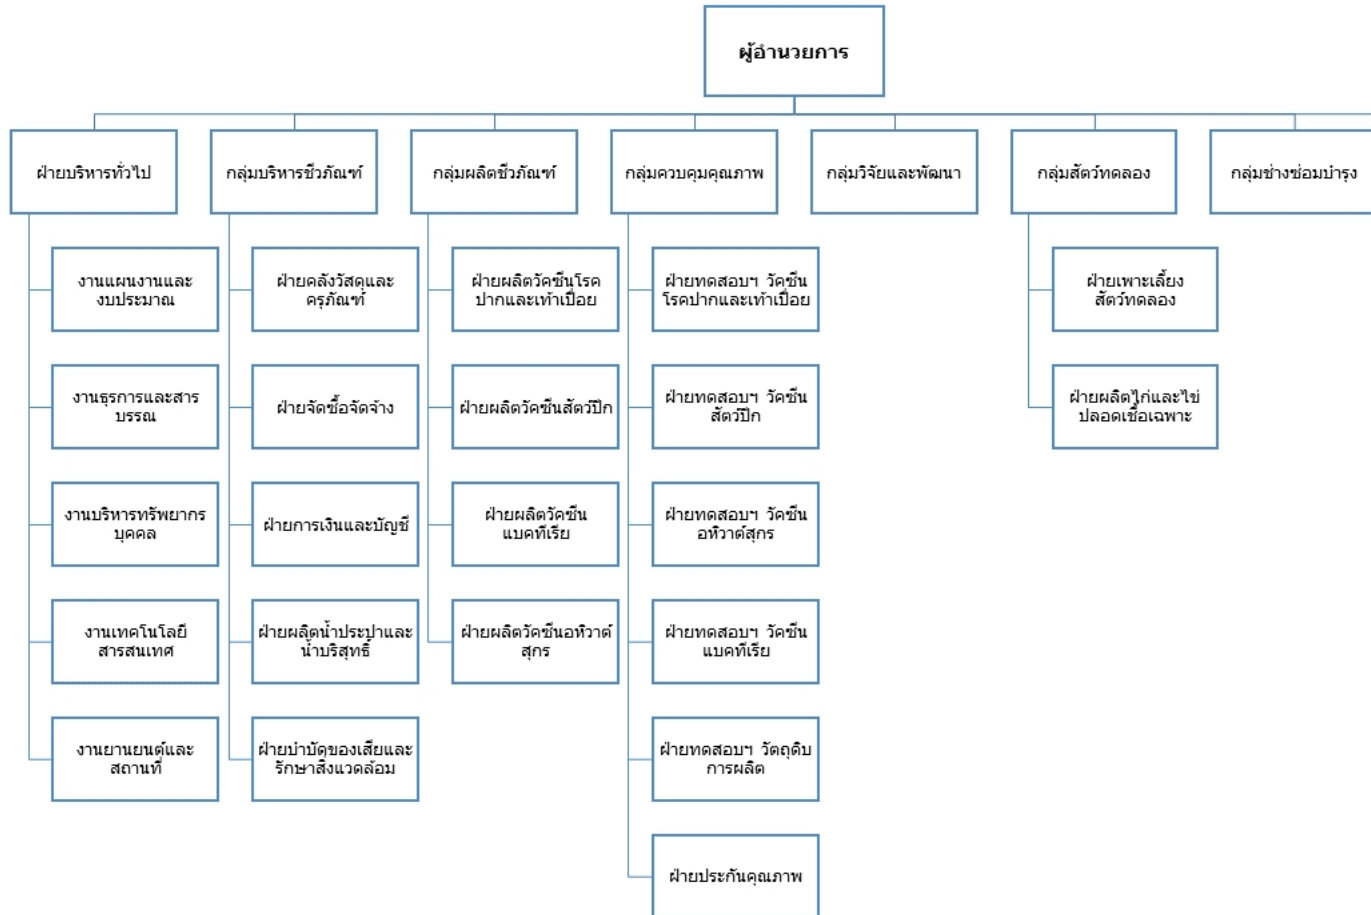 ผู้อำนวยการ
ฝ่ายบริหารทั่วไป
กลุ่มบริหารชีวภัณฑ์
กลุ่มผลิตชีวภัณฑ์
กลุ่มควบคุมคุณภาพ
กลุ่มวิจัยและพัฒนา
กลุ่มสัตว์ทดลอง
กลุ่มช่างซ่อมบำรุง
งานแผนงานและ
งบประมาณ
งานธุรการและสาร
บรรณ
งานบริหารทรัพยากร
บุคคล
งานเทคโนโลยี
สารสนเทศ
งานยานยนต์และ
สถานที่
ฝ่ายคลังวัสดุและ
ครุภัณฑ์
ฝ่ายจัดซื้อจัดจ้าง
ฝ่ายการเงินและบัญชี
ฝ่ายผลิตน้ำประปาและ
น้ำบริสุทธิ์
ฝ่ายบำบัดของเสียและ
รักษาสิ่งแวดล้อม
ฝ่ายผลิตวัคซีนโรค
ปากและเท้าเปื่อย
ฝ่ายผลิตวัคซีนสัตว์ปีก
ฝ่ายผลิตวัคซีน
แบคทีเรีย
ฝ่ายผลิตวัคซีนอหิวาต์
สุกร
ฝ่ายทดสอบฯ วัคซีน
โรคปากและเท้าเปื่อย
ฝ่ายทดสอบฯ วัคซีน
สัตว์ปีก
ฝ่ายทดสอบฯ วัคซีน
อหิวาต์สุกร
ฝ่ายทดสอบฯ วัคซีน
แบคทีเรีย
ฝ่ายทดสอบฯ วัตถุดิบ
การผลิต
ฝ่ายประกันคุณภาพ
ฝ่ายเพาะเลี้ยง
สัตว์ทดลอง
ฝ่ายผลิตไก่และไข่
ปลอดเชื้อเฉพาะ